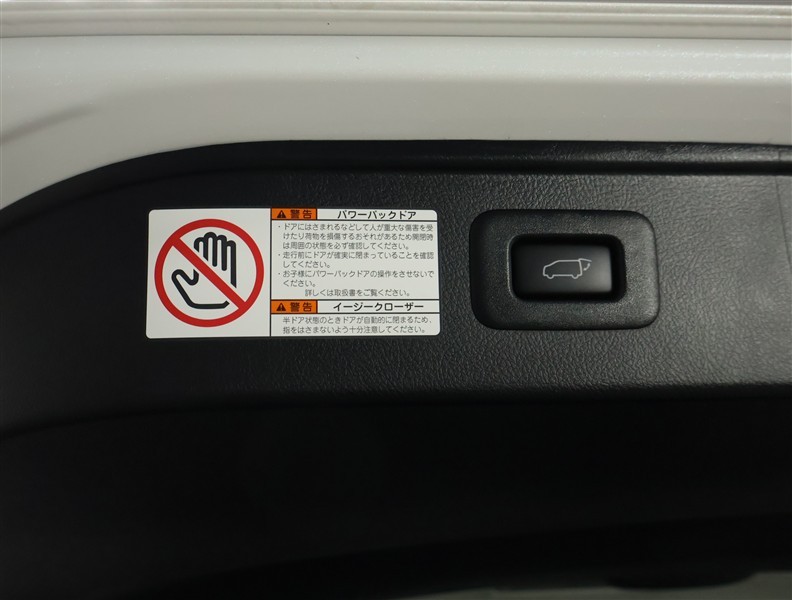 警告 パワーバックドア
・ドアにはさまれるなどして人が重大な傷害を受
けたり荷物を損傷するおそれがあるため開閉時
は周囲の状態を必ず確認してください。
・走行前にドアが確実に閉まっていることを確認
してください。
・お子様にパワーバックドアの操作をさせないで
ください。
詳しくは取扱書をご覧ください。
警告 イージークローザー
半ドア状態のときドアが自動的に閉まるため、
指をはさまないよう十分注意してください。